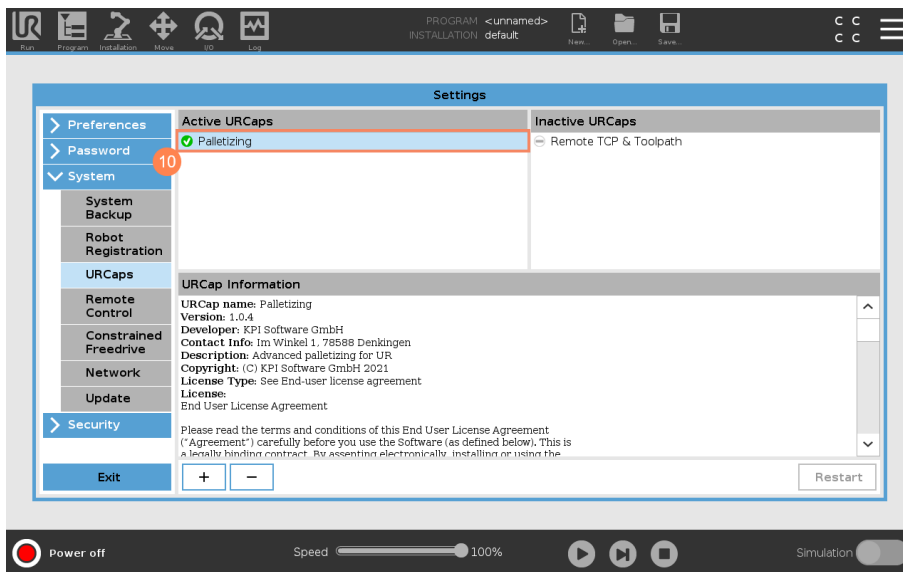 PROGRAM <unnamed>
INSTALLATION default
Run
Program
Installation
Move
I/O
Log
New...
Open...
Save...
C C
C C
Settings
Preferences
Password
10
System
System
Backup
Robot
Registration
URCaps
Remote
Control
Constrained
Freedrive
Network
Update
Security
Exit
Active URCaps
Palletizing
Inactive URCaps
Remote TCP & Toolpath
URCap Information
URCap name: Palletizing
Version: 1.0.4
Developer: KPI Software GmbH
Contact Info: Im Winkel 1, 78588 Denkingen
Description: Advanced palletizing for UR
Copyright: (C) KPI Software GmbH 2021
License Type: See End-user license agreement
License:
End User License Agreement
Please read the terms and conditions of this End User License Agreement
("Agreement") carefully before you use the Software (as defined below). This is
a legally binding contract. By assenting electronically, installing or using the
+
−
Restart
Power off
Speed
100%
Simulation